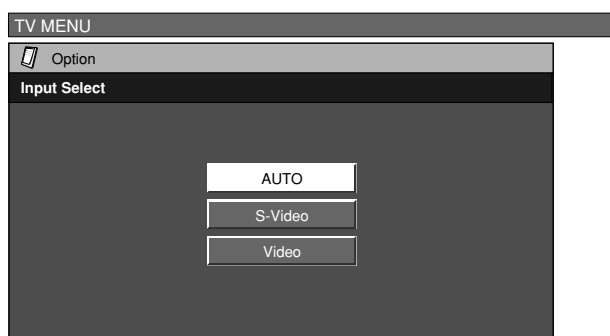 TV MENU
Option
Input Select
AUTO
S-Video
Video